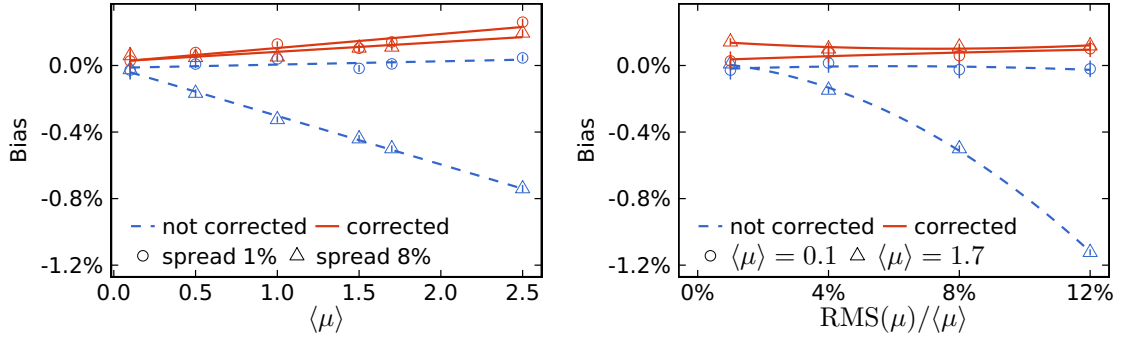 Bias
0.0%
-0.4%
-0.8%
-1.2%
not corrected
corrected
spread 1%
spread 8%
0.0 0.5 1.0 1.5 2.0 2.5
⟨μ⟩
Bias
0.0%
-0.4%
-0.8%
-1.2%
not corrected
corrected
⟨μ⟩ = 0.1
⟨μ⟩ = 1.7
0% 4% 8% 12%
RMS(μ)/⟨μ⟩